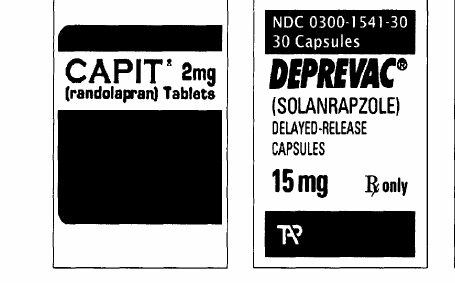 CAPIT® 2mg
(randolapran) Tablets
NDC 0300-1541-30
30 Capsules
DEPREVAC®
(SOLANRAPZOLE)
DELAYED-RELEASE
CAPSULES
15 mg ℞ only
TAP